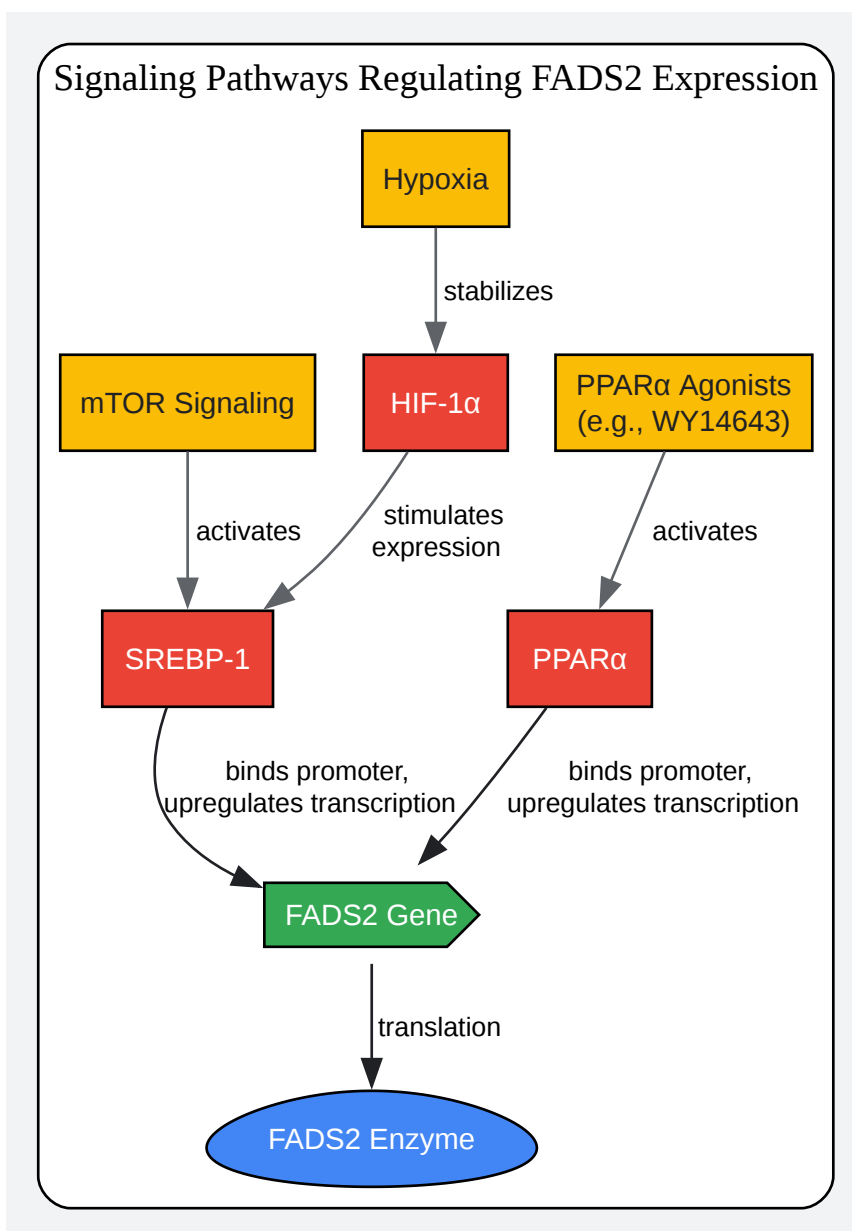 Signaling Pathways Regulating FADS2 Expression
Hypoxia
stabilizes
mTOR Signaling
HIF-1α
PPARα Agonists
(e.g., WY14643)
activates
stimulates
expression
activates
SREBP-1
PPARα
binds promoter,
upregulates transcription
binds promoter,
upregulates transcription
FADS2 Gene
translation
FADS2 Enzyme